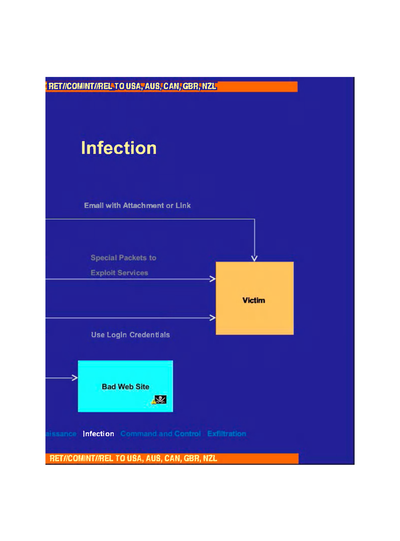 RET//COMINT//REL TO USA, AUS, CAN, GBR, NZL
Infection
Email with Attachment or Link
Special Packets to
Exploit Services
Victim
Use Login Credentials
Bad Web Site
aissance Infection Command and Control Exfiltration
RET//COMINT//REL TO USA, AUS, CAN, GBR, NZL